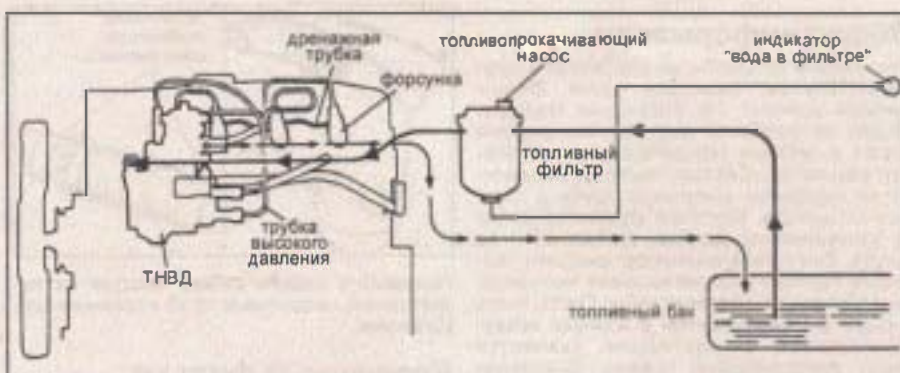 дренажная
трубка
форсунка
топливопрокачивающий
насос
индикатор
"вода в фильтре"
топливный
фильтр
трубка
высокого
давления
ТНВД
топливный бак